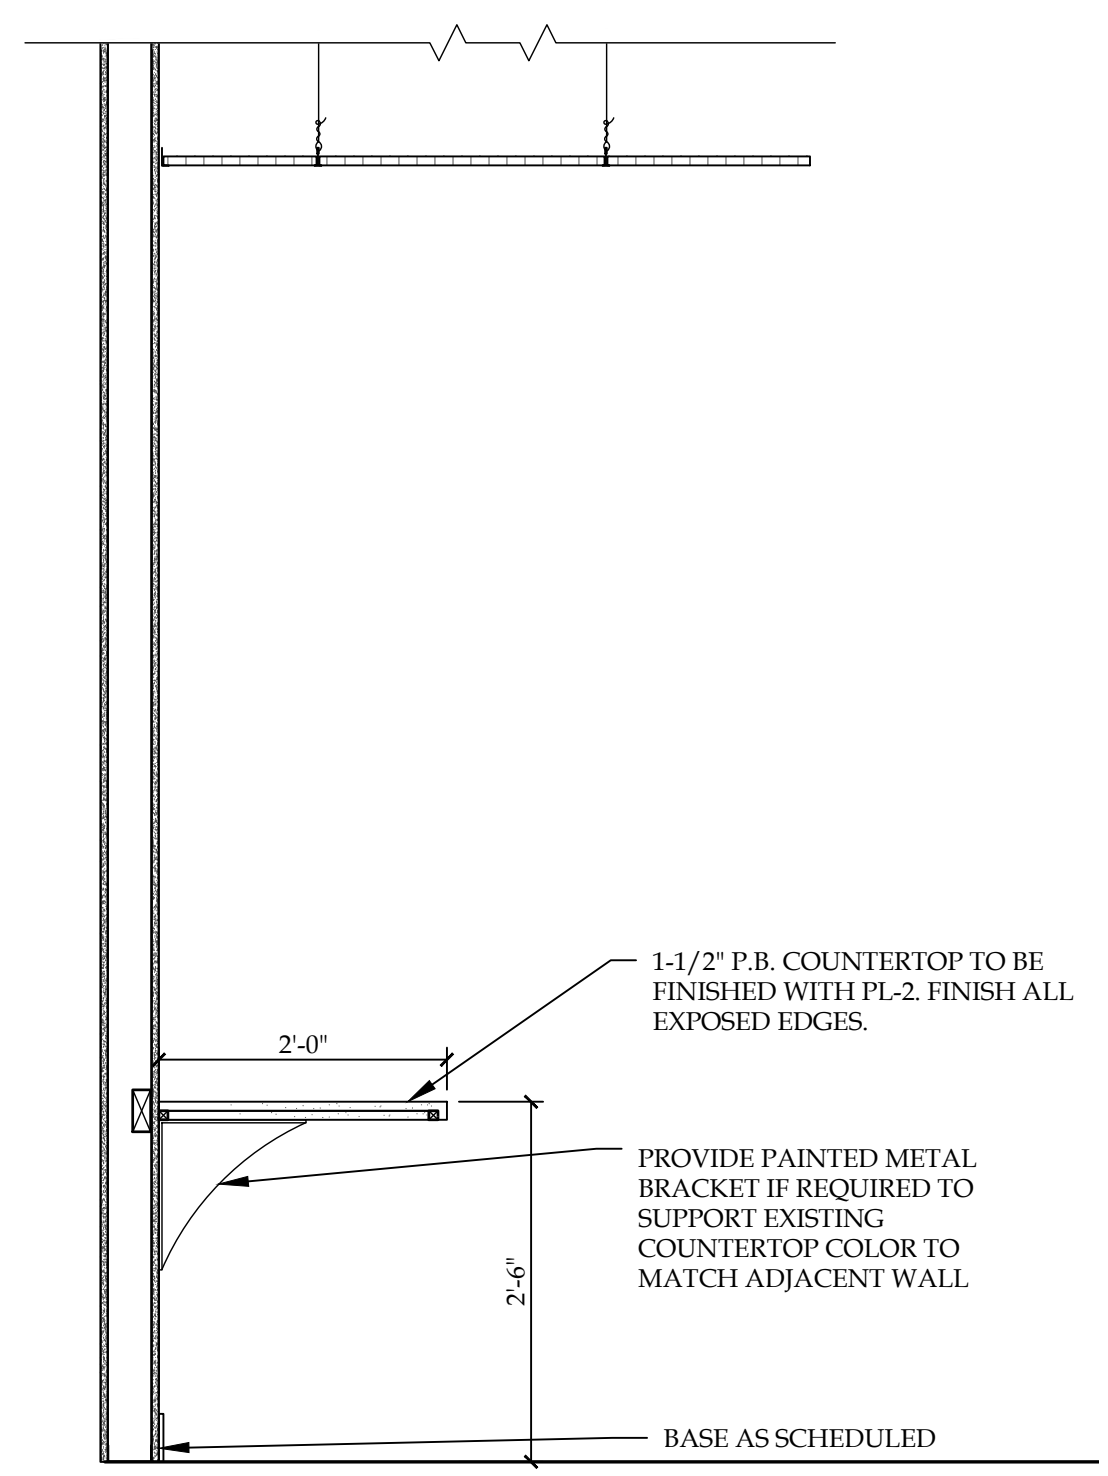 1-1/2" P.B. COUNTERTOP TO BE
FINISHED WITH PL-2. FINISH ALL
EXPOSED EDGES.
2'-0"
PROVIDE PAINTED METAL
BRACKET IF REQUIRED TO
SUPPORT EXISTING
COUNTERTOP COLOR TO
MATCH ADJACENT WALL
2'-6"
BASE AS SCHEDULED